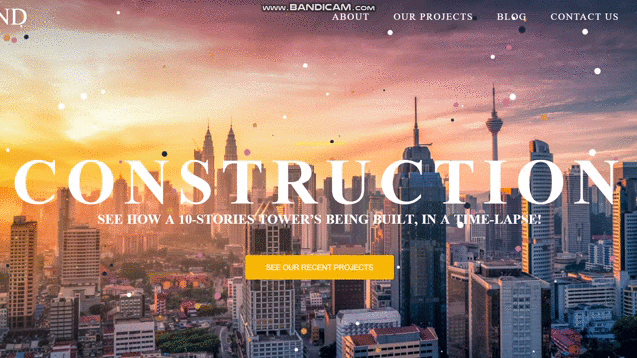 www.BANDICAM.com
ND
ABOUT
OUR PROJECTS
BLOG
CONTACT US
CONSTRUCTION
SEE HOW A 10-STORIES TOWER'S BEING BUILT, IN A TIME-LAPSE!
SEE OUR RECENT PROJECTS